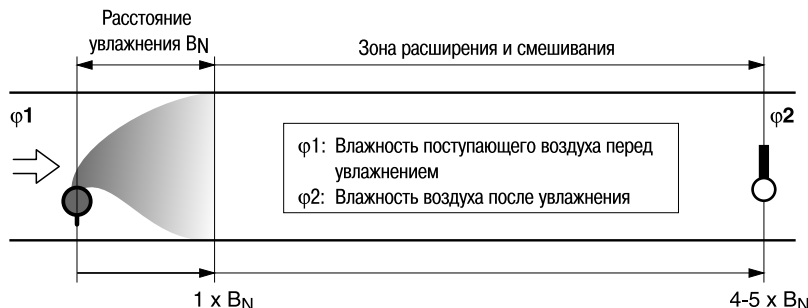 Расстояние
увлажнения BN
Зона расширения и смешивания
φ1
φ2
φ1: Влажность поступающего воздуха перед
увлажнением
φ2: Влажность воздуха после увлажнения
1 x BN
4-5 x BN